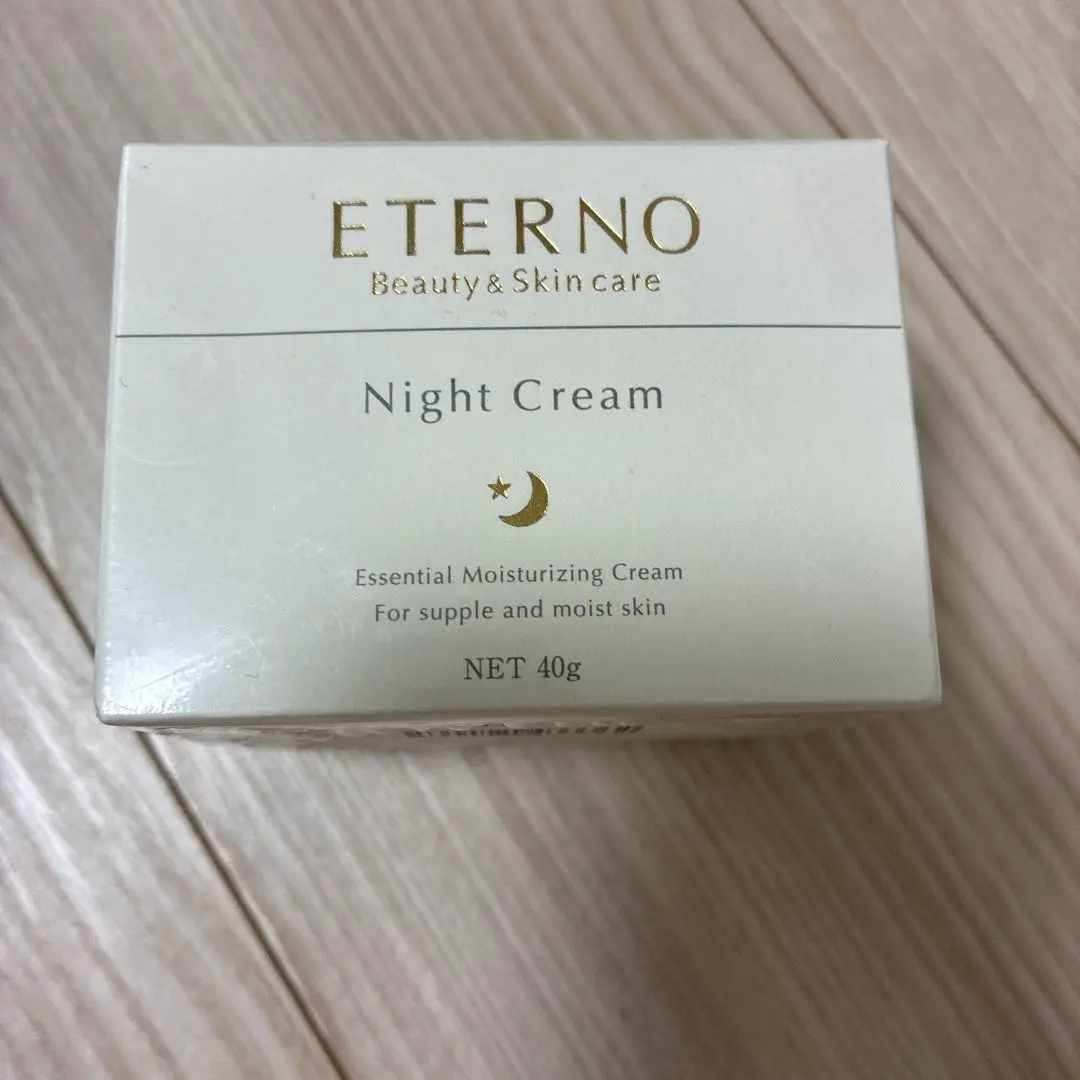 ETERNO
Beauty & Skin care
Night Cream
Essential Moisturizing Cream
For supple and moist skin
NET 40g